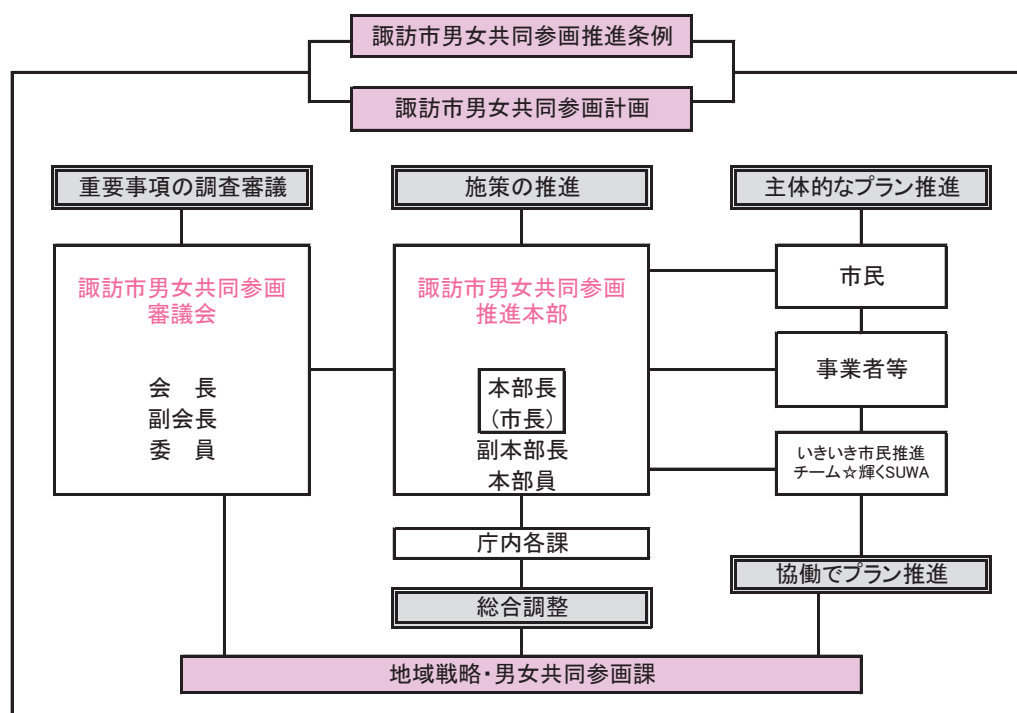 諏訪市男女共同参画推進条例
諏訪市男女共同参画計画
重要事項の調査審議
諏訪市男女共同参画
審議会
会　長
副会長
委　員
施策の推進
諏訪市男女共同参画
推進本部
本部長
(市長)
副本部長
本部員
庁内各課
総合調整
主体的なプラン推進
市民
事業者等
いきいき市民推進
チーム☆輝くSUWA
協働でプラン推進
地域戦略・男女共同参画課